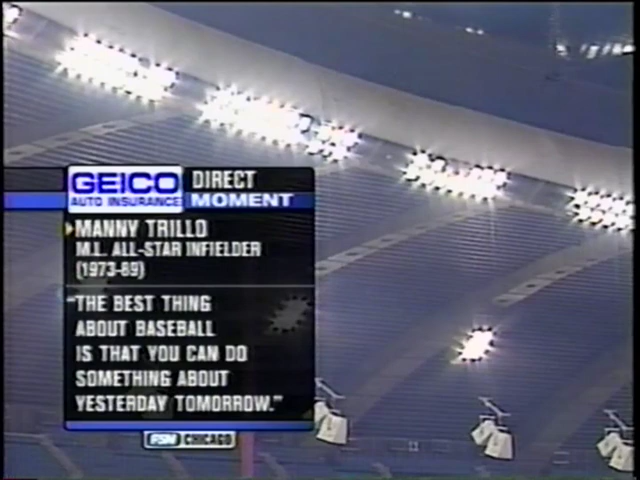 GEICO DIRECT
AUTO INSURANCE MOMENT
MANNY TRILLO
M.L. ALL-STAR INFIELDER
(1973-89)
"THE BEST THING
ABOUT BASEBALL
IS THAT YOU CAN DO
SOMETHING ABOUT
YESTERDAY TOMORROW."
FSN CHICAGO